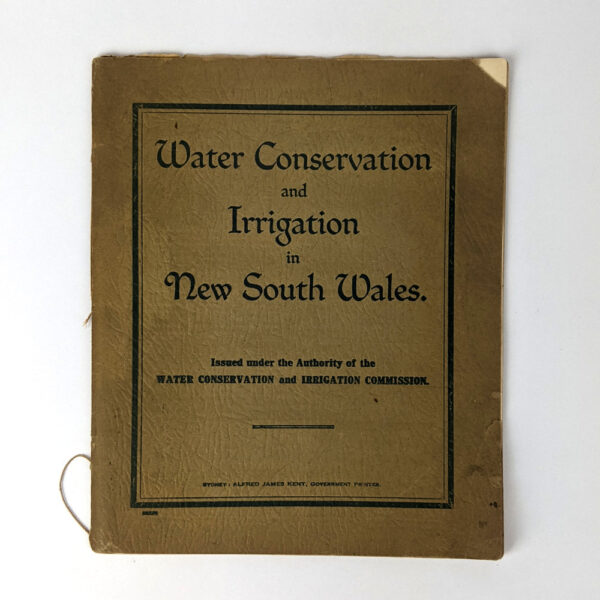 Water Conservation
and
Irrigation
in
New South Wales.
Issued under the Authority of the
WATER CONSERVATION and IRRIGATION COMMISSION.
SYDNEY: ALFRED JAMES KENT, GOVERNMENT PRINTER.